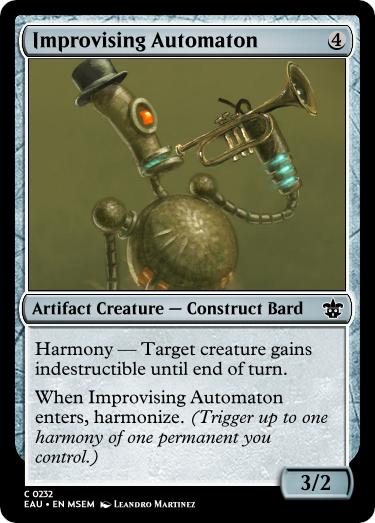 Improvising Automaton 4
Artifact Creature — Construct Bard
Harmony — Target creature gains
indestructible until end of turn.
When Improvising Automaton
enters, harmonize. (Trigger up to one
harmony of one permanent you
control.)
3/2
C 0232
EAU • EN MSEM Leandro Martinez